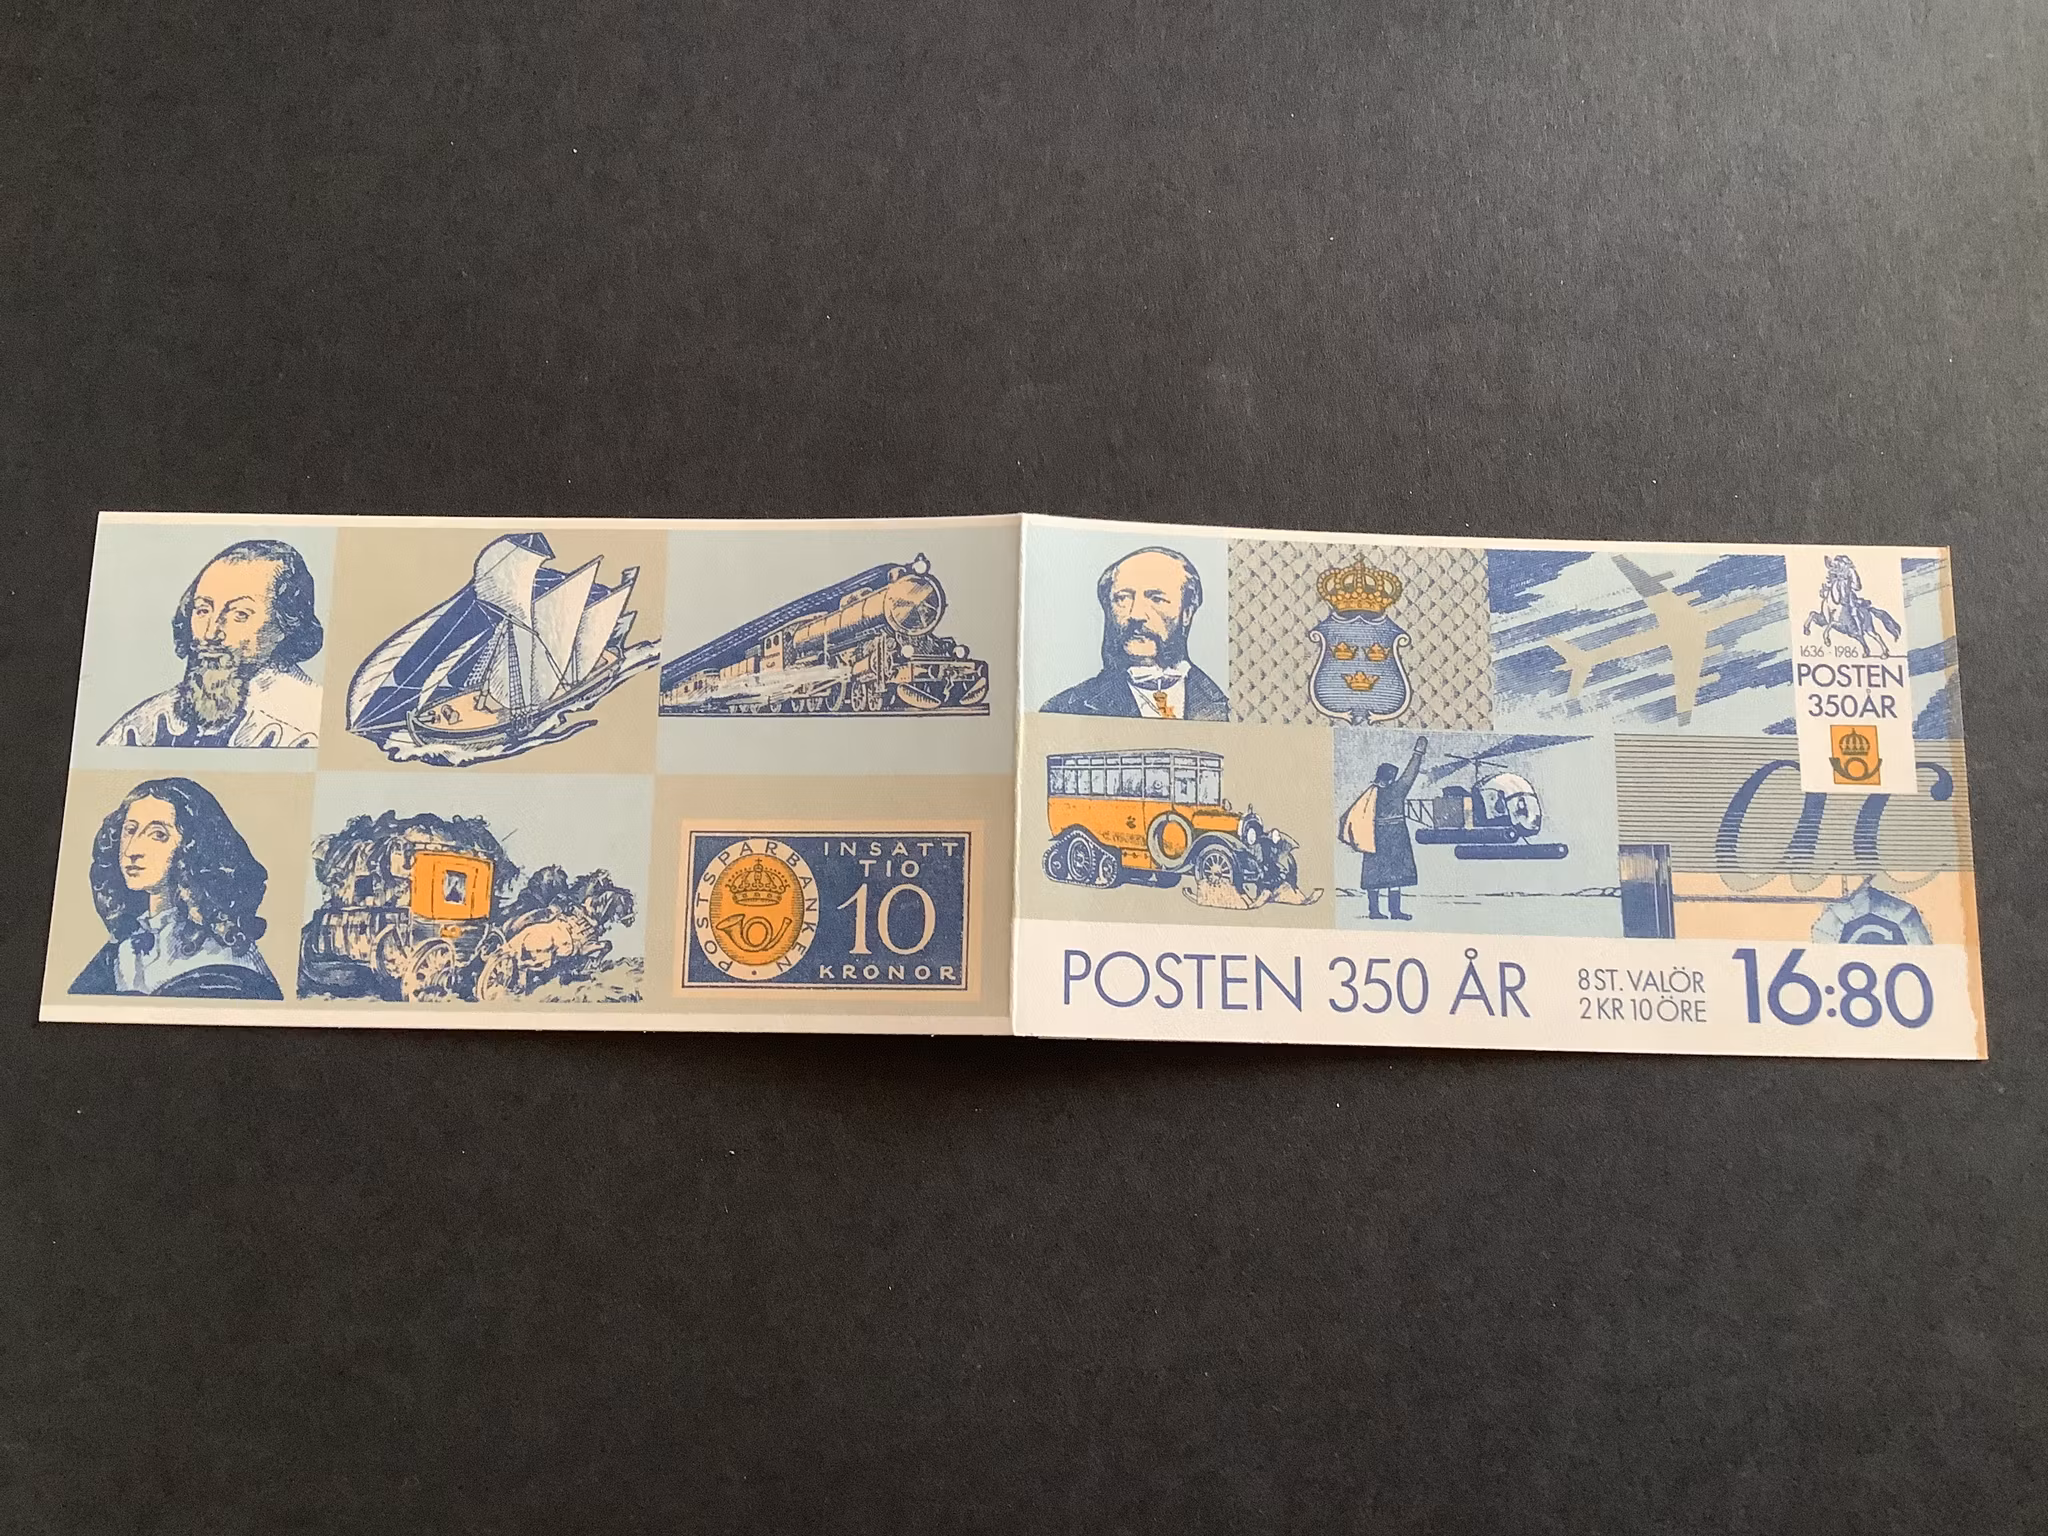 POSTSPARBANKEN
INSATT
TIO
10
KRONOR
1636 - 1986
POSTEN
350 ÅR
POSTEN 350 ÅR
8 ST. VALÖR
2 KR 10 ÖRE
16:80